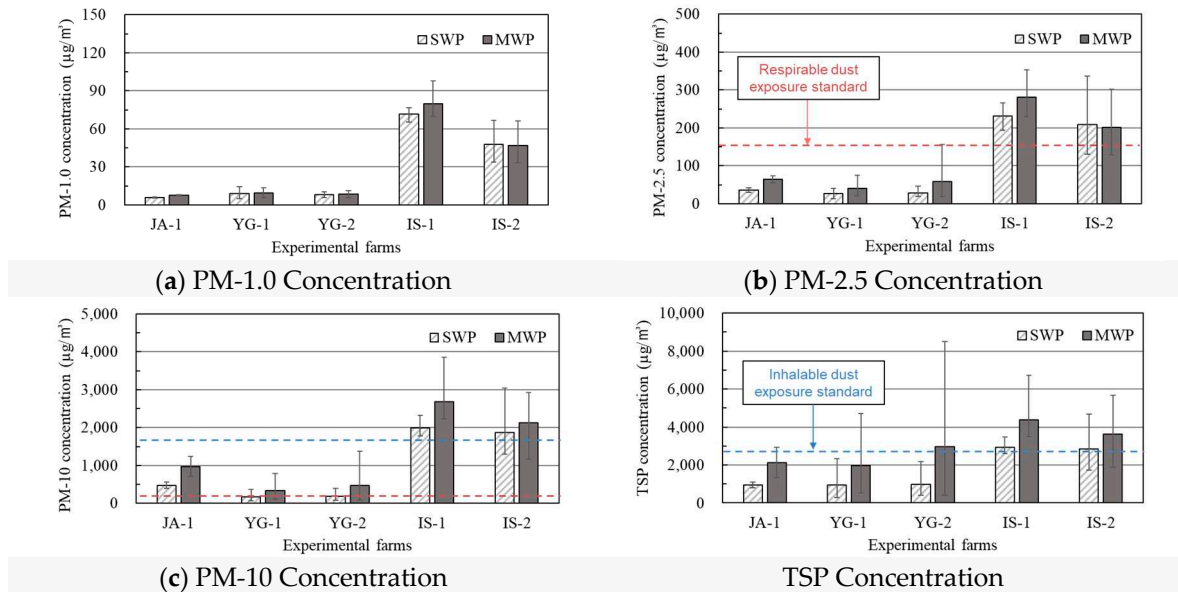 PM-1.0 concentration (µg/m³)
150
120
90
60
30
0
SWP MWP
JA-1 YG-1 YG-2 IS-1 IS-2
Experimental farms
(a) PM-1.0 Concentration
PM-2.5 concentration (µg/m³)
500
400
300
200
100
0
SWP MWP
Respirable dust
exposure standard
JA-1 YG-1 YG-2 IS-1 IS-2
Experimental farms
(b) PM-2.5 Concentration
PM-10 concentration (µg/m³)
5,000
4,000
3,000
2,000
1,000
0
SWP MWP
JA-1 YG-1 YG-2 IS-1 IS-2
Experimental farms
(c) PM-10 Concentration
TSP concentration (µg/m³)
10,000
8,000
6,000
4,000
2,000
0
SWP MWP
Inhalable dust
exposure standard
JA-1 YG-1 YG-2 IS-1 IS-2
Experimental farms
TSP Concentration